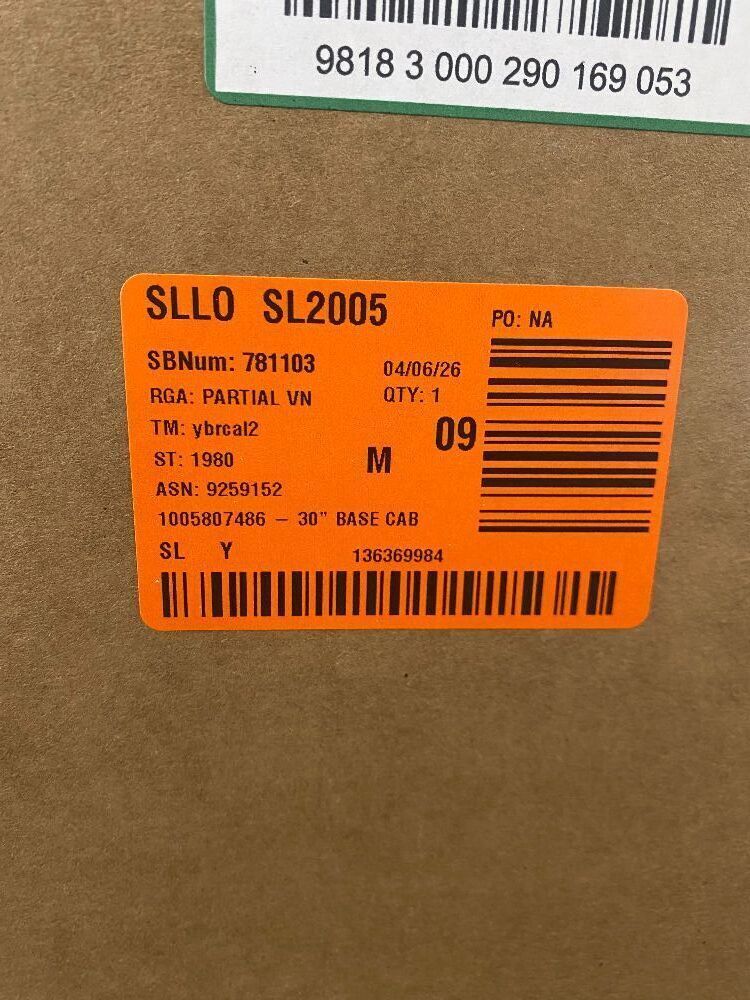 9818 3 000 290 169 053
SLLO SL2005
PO: NA
SBNum: 781103
04/06/26
RGA: PARTIAL VN
QTY: 1
TM: ybrcal2
09
ST: 1980
M
ASN: 9259152
1005807486 – 30" BASE CAB
SL Y
136369984